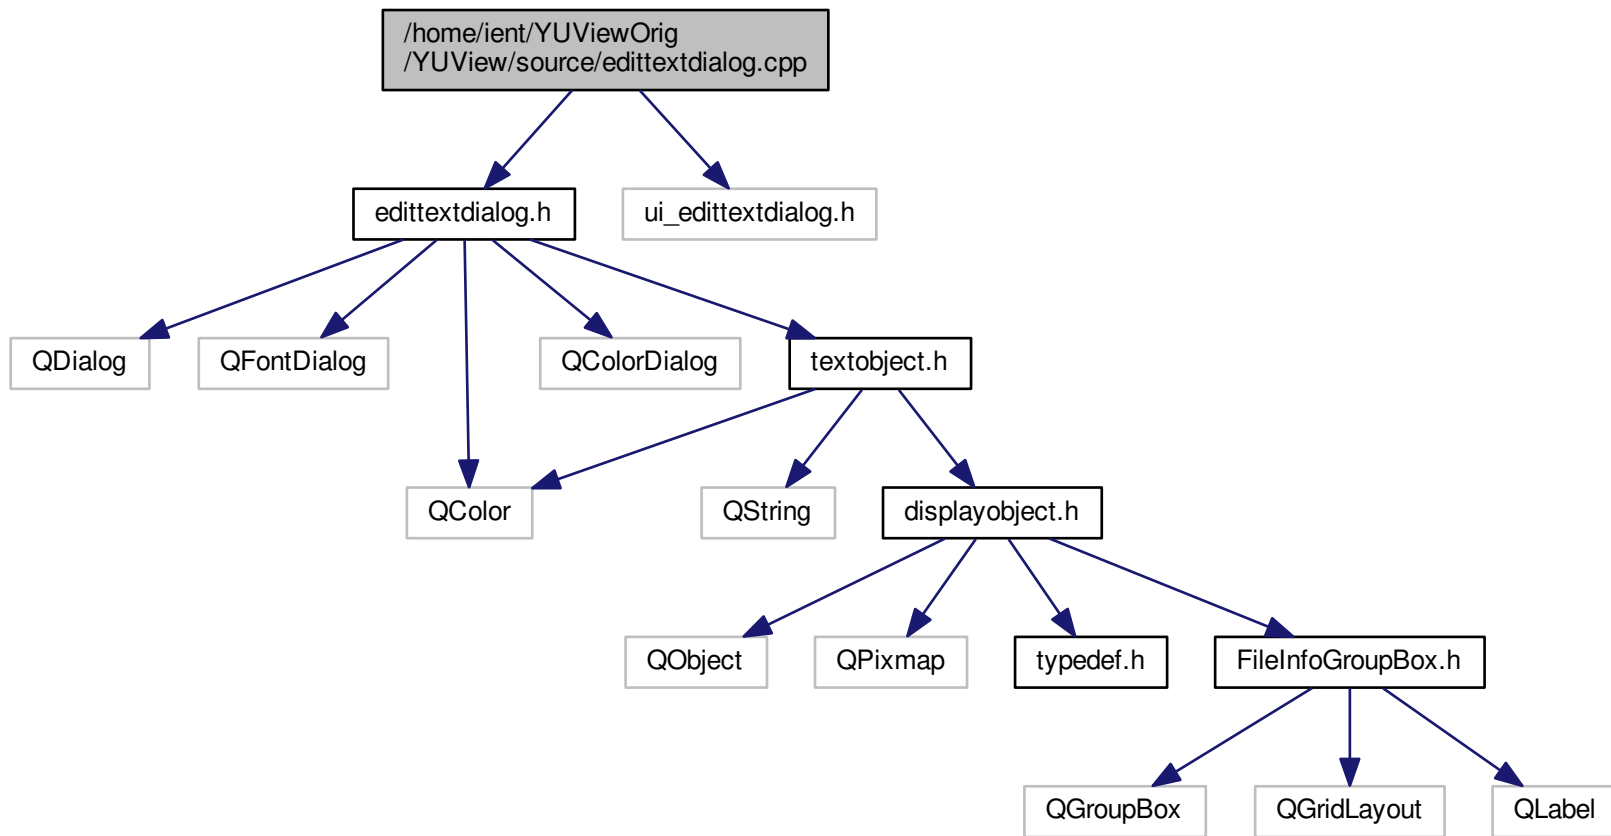 /home/ient/YUViewOrig
/YUView/source/edittextdialog.cpp
edittextdialog.h
ui_edittextdialog.h
QDialog
QFontDialog
QColorDialog
textobject.h
QColor
QString
displayobject.h
QObject
QPixmap
typedef.h
FileInfoGroupBox.h
QGroupBox
QGridLayout
QLabel